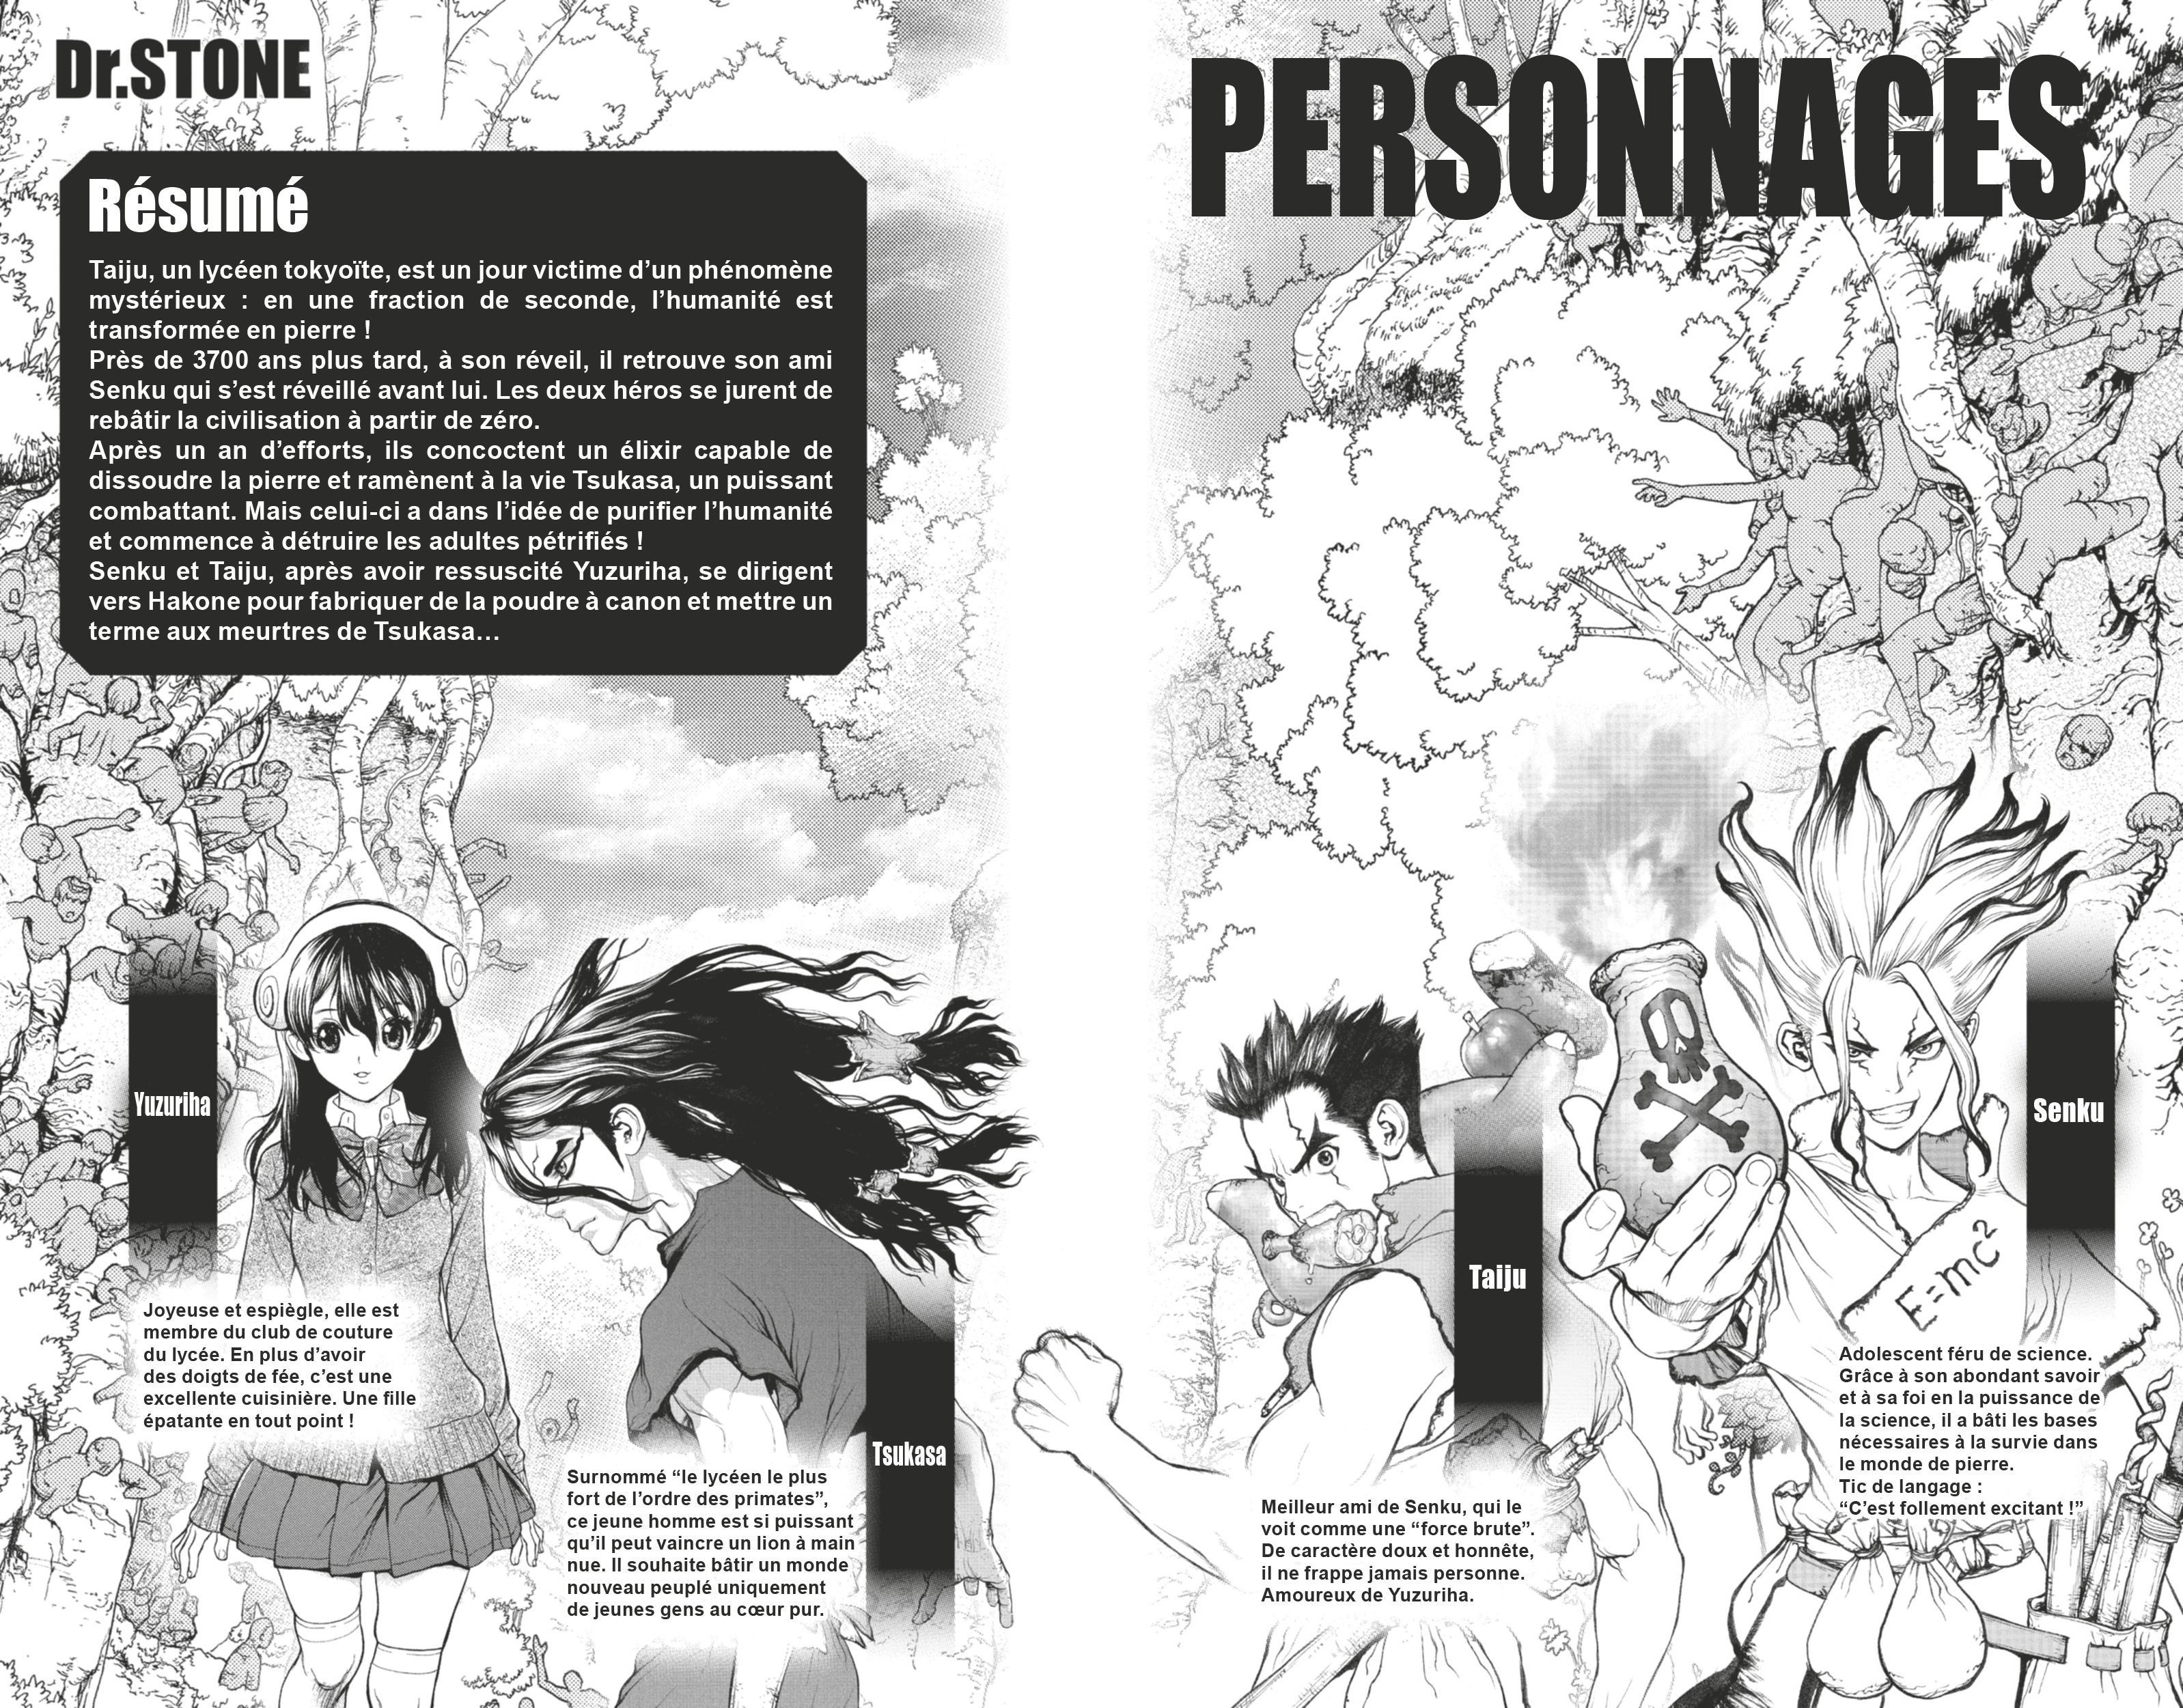 Dr.STONE
PERSONNAGES
Résumé
Taiju, un lycéen tokyoïte, est un jour victime d’un phénomène
mystérieux : en une fraction de seconde, l’humanité est
transformée en pierre !
Près de 3700 ans plus tard, à son réveil, il retrouve son ami
Senku qui s’est réveillé avant lui. Les deux héros se jurent de
rebâtir la civilisation à partir de zéro.
Après un an d’efforts, ils concoctent un élixir capable de
dissoudre la pierre et ramènent à la vie Tsukasa, un puissant
combattant. Mais celui-ci a dans l’idée de purifier l’humanité
et commence à détruire les adultes pétrifiés !
Senku et Taiju, après avoir ressuscité Yuzuriha, se dirigent
vers Hakone pour fabriquer de la poudre à canon et mettre un
terme aux meurtres de Tsukasa…
Yuzuriha
Joyeuse et espiègle, elle est
membre du club de couture
du lycée. En plus d’avoir
des doigts de fée, c’est une
excellente cuisinière. Une fille
épatante en tout point !
Tsukasa
Surnommé “le lycéen le plus
fort de l’ordre des primates”,
ce jeune homme est si puissant
qu’il peut vaincre un lion à main
nue. Il souhaite bâtir un monde
nouveau peuplé uniquement
de jeunes gens au cœur pur.
Taiju
Meilleur ami de Senku, qui le
voit comme une “force brute”.
De caractère doux et honnête,
il ne frappe jamais personne.
Amoureux de Yuzuriha.
Senku
E=mc²
Adolescent féru de science.
Grâce à son abondant savoir
et à sa foi en la puissance de
la science, il a bâti les bases
nécessaires à la survie dans
le monde de pierre.
Tic de langage :
“C’est follement excitant !”